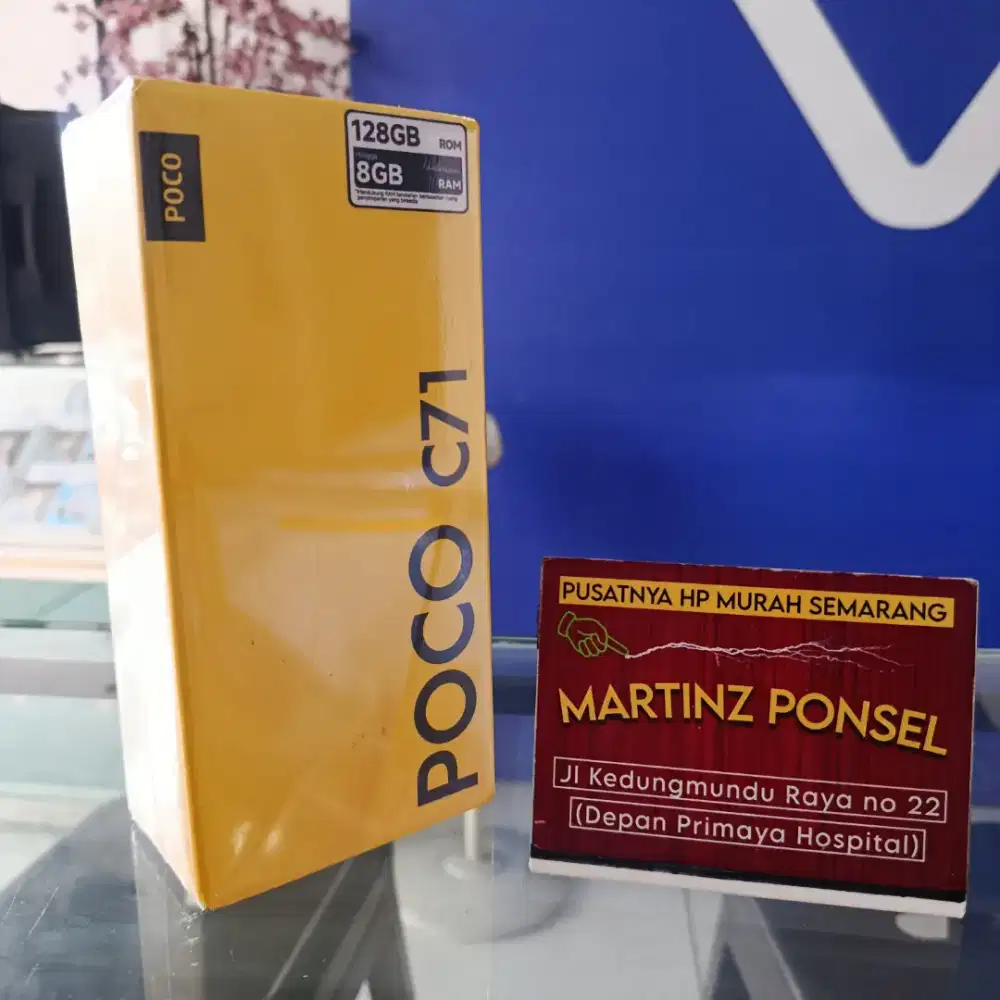 POCO
128GB ROM
Hingga
8GB RAM
POCO C71
PUSATNYA HP MURAH SEMARANG
MARTINZ PONSEL
Jl Kedungmundu Raya no 22
(Depan Primaya Hospital)